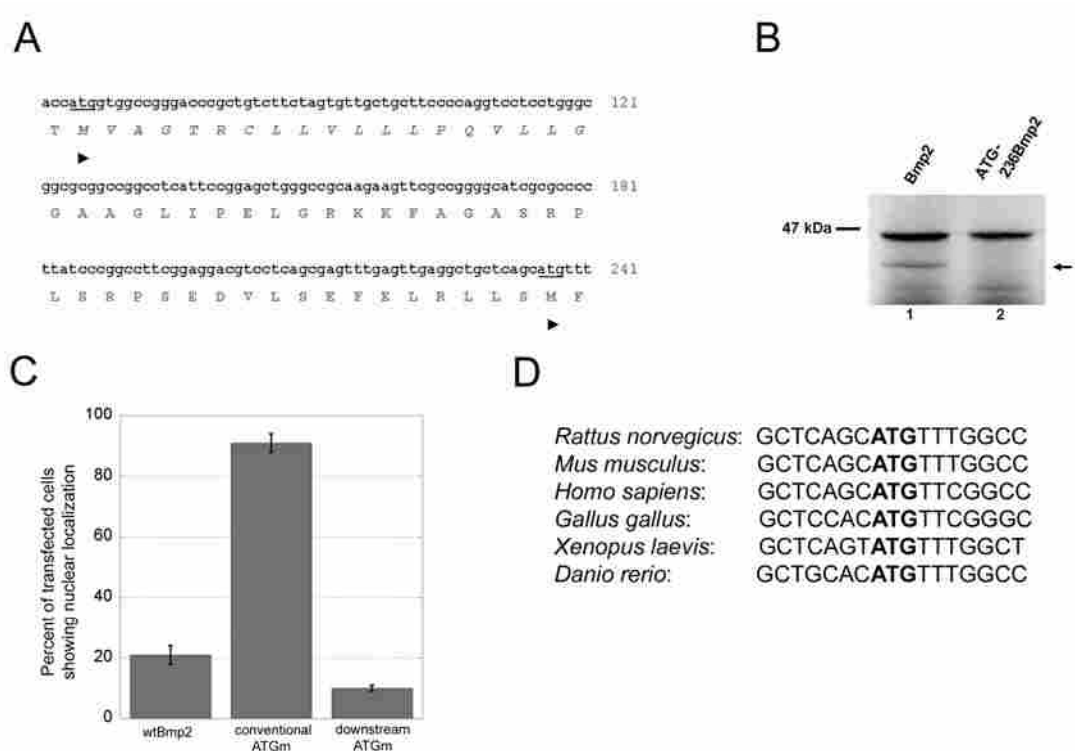 A
accatggtggccgggacccgctgtcttctagtgttgctgcttccccaggtcctcctgggc 121
T M V A G T R C L L V L L L P Q V L L G
ggcgcggccggcctcattccggagctgggccgcaagaagttcgccggggcatcgcgcccc 181
G A A G L I P E L G R K K F A G A S R P
ttatcccggccttcggaggacgtcctcagcgagtttgagttgaggctgctcagcatgttt 241
L S R P S E D V L S E F E L R L L S M F
B
Bmp2
ATG-
236Bmp2
47 kDa
1 2
C
Percent of transfected cells
showing nuclear localization
100
80
60
40
20
0
wtBmp2
conventional
ATGm
downstream
ATGm
D
Rattus norvegicus: GCTCAGCATGTTTGGCC
Mus musculus: GCTCAGCATGTTTGGCC
Homo sapiens: GCTCAGCATGTTCGGCC
Gallus gallus: GCTCCACATGTTCGGGC
Xenopus laevis: GCTCAGTATGTTTGGCT
Danio rerio: GCTGCACATGTTTGGCC